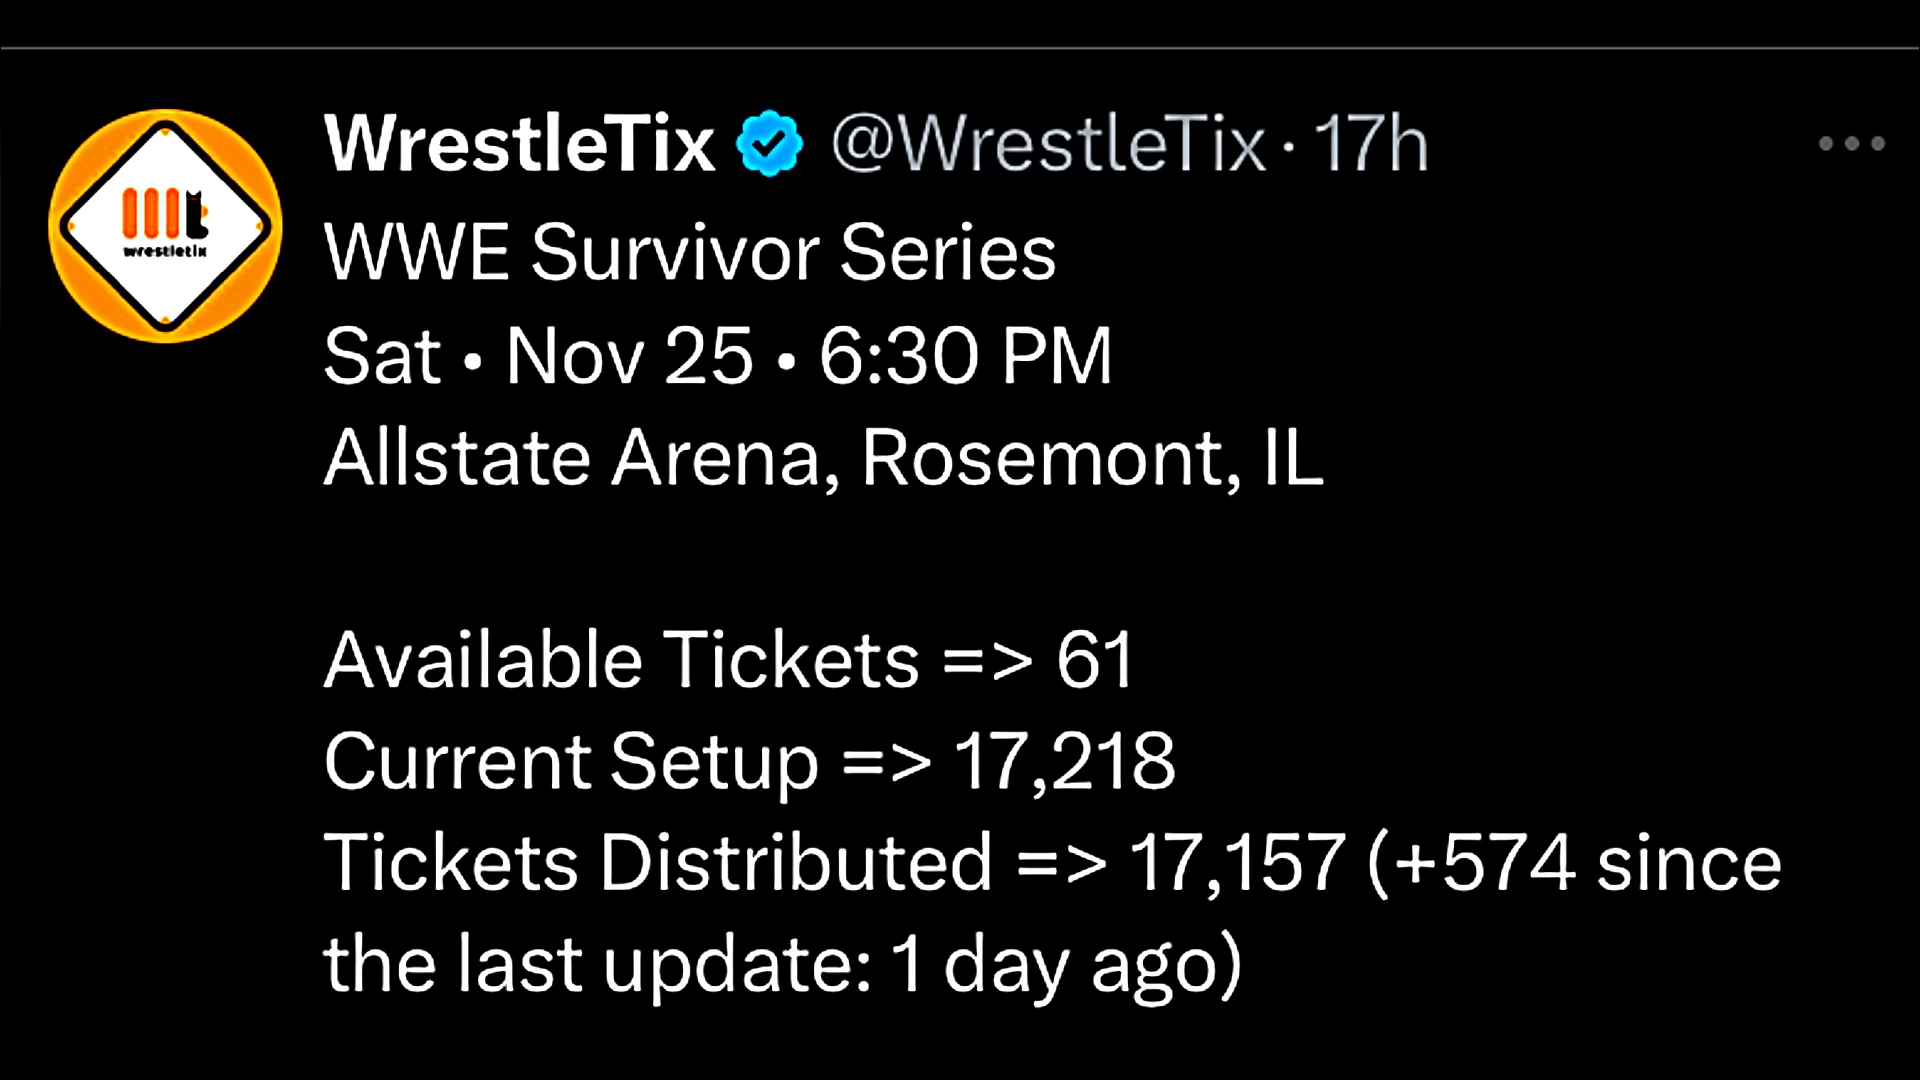 WrestleTix @WrestleTix · 17h
wrestletix
WWE Survivor Series
Sat • Nov 25 • 6:30 PM
Allstate Arena, Rosemont, IL
Available Tickets => 61
Current Setup => 17,218
Tickets Distributed => 17,157 (+574 since
the last update: 1 day ago)